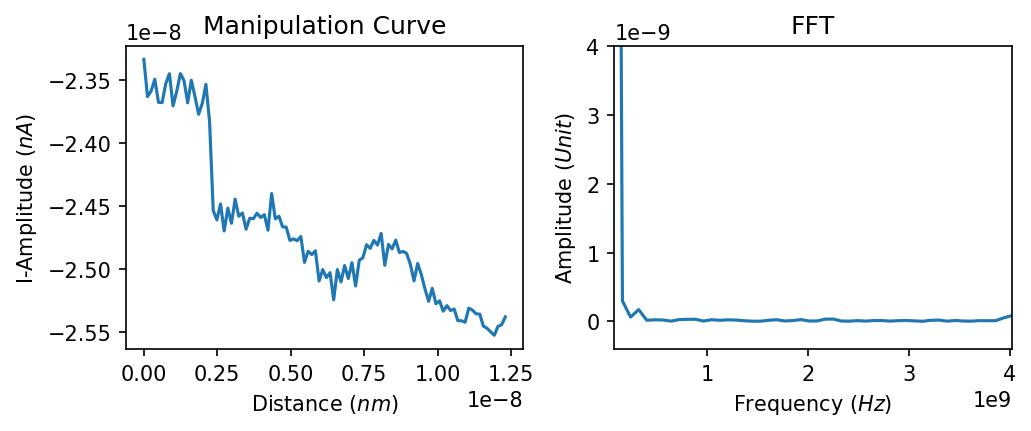 Manipulation Curve
1e−8
−2.35
−2.40
−2.45
−2.50
−2.55
I-Amplitude (nA)
0.00 0.25 0.50 0.75 1.00 1.25
Distance (nm)
1e−8
FFT
1e−9
4
3
2
1
0
Amplitude (Unit)
1 2 3 4
Frequency (Hz)
1e9